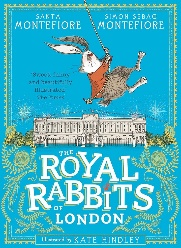 SANTA
MONTEFIORE
SIMON SEBAG
MONTEFIORE
THE
ROYAL
RABBITS
OF
LONDON
Illustrated by KATE HINDLEY